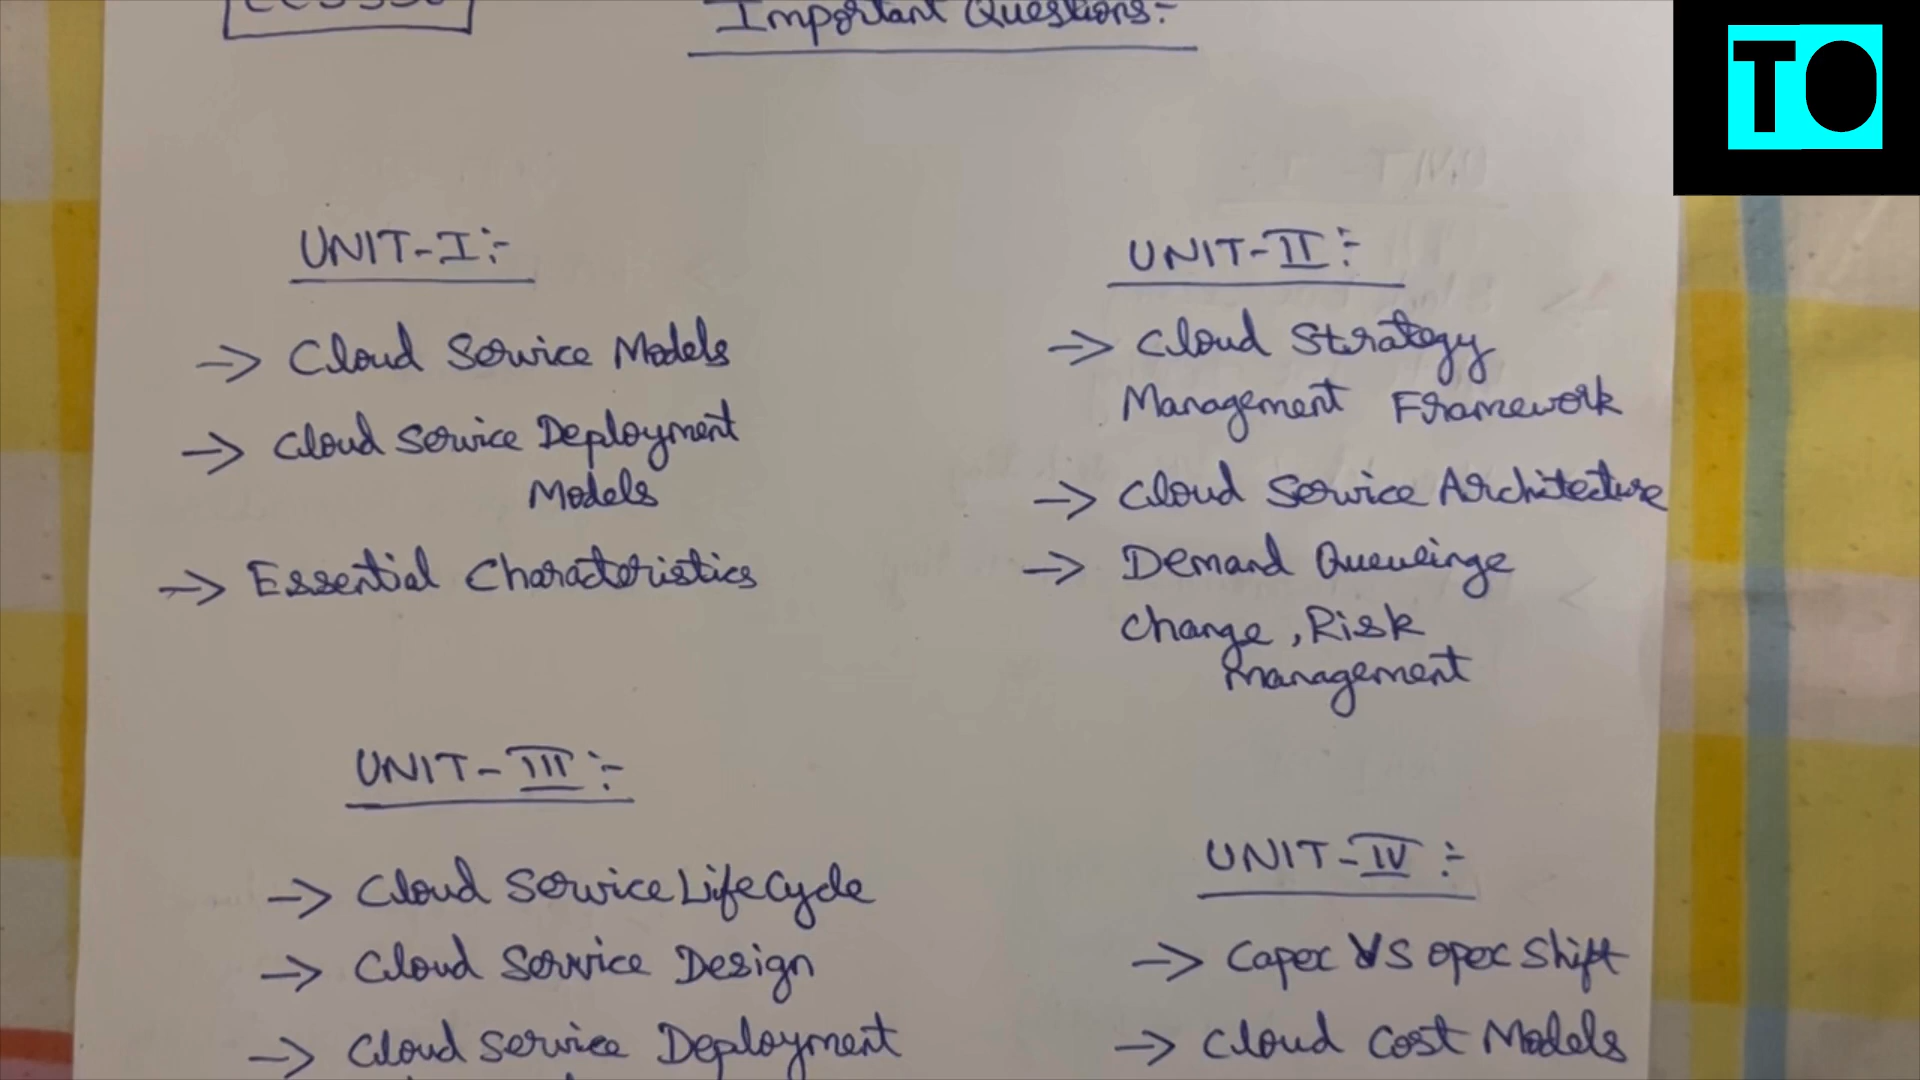 Important Questions:-
TO
UNIT-I:-
→ Cloud Service Models
→ Cloud Service Deployment
Models
→ Essential Characteristics
UNIT-II:-
→ Cloud Strategy
Management Framework
→ Cloud Service Architecture
→ Demand Queueinge
Change, Risk
Management
UNIT-III:-
→ Cloud Service LifeCycle
→ Cloud Service Design
→ Cloud Service Deployment
UNIT-IV:-
→ Capex VS opex Shift
→ Cloud Cost Models